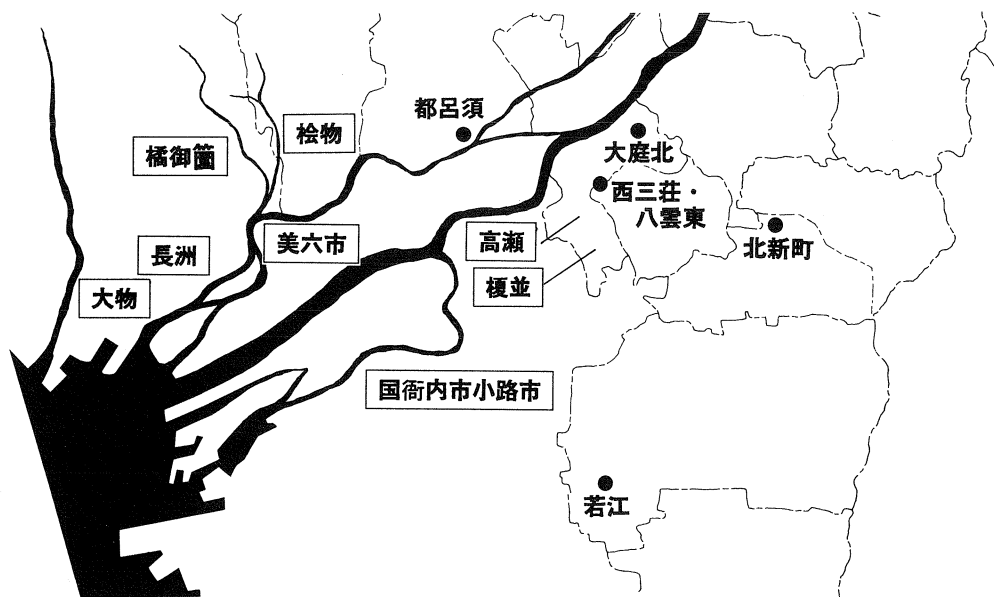 都呂須
桧物
橘御園
大庭北
西三荘・
八雲東
高瀬
北新町
美六市
長洲
榎並
大物
国衙内市小路市
若江